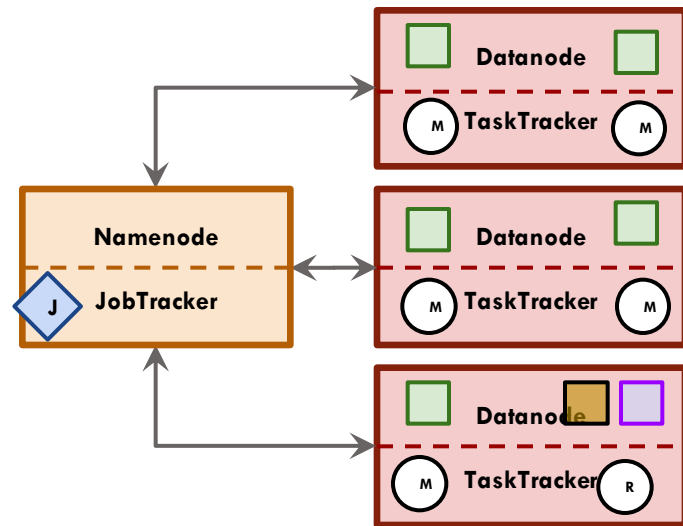 Datanode
M TaskTracker M
Namenode
J JobTracker
Datanode
M TaskTracker M
Datanode
M TaskTracker R